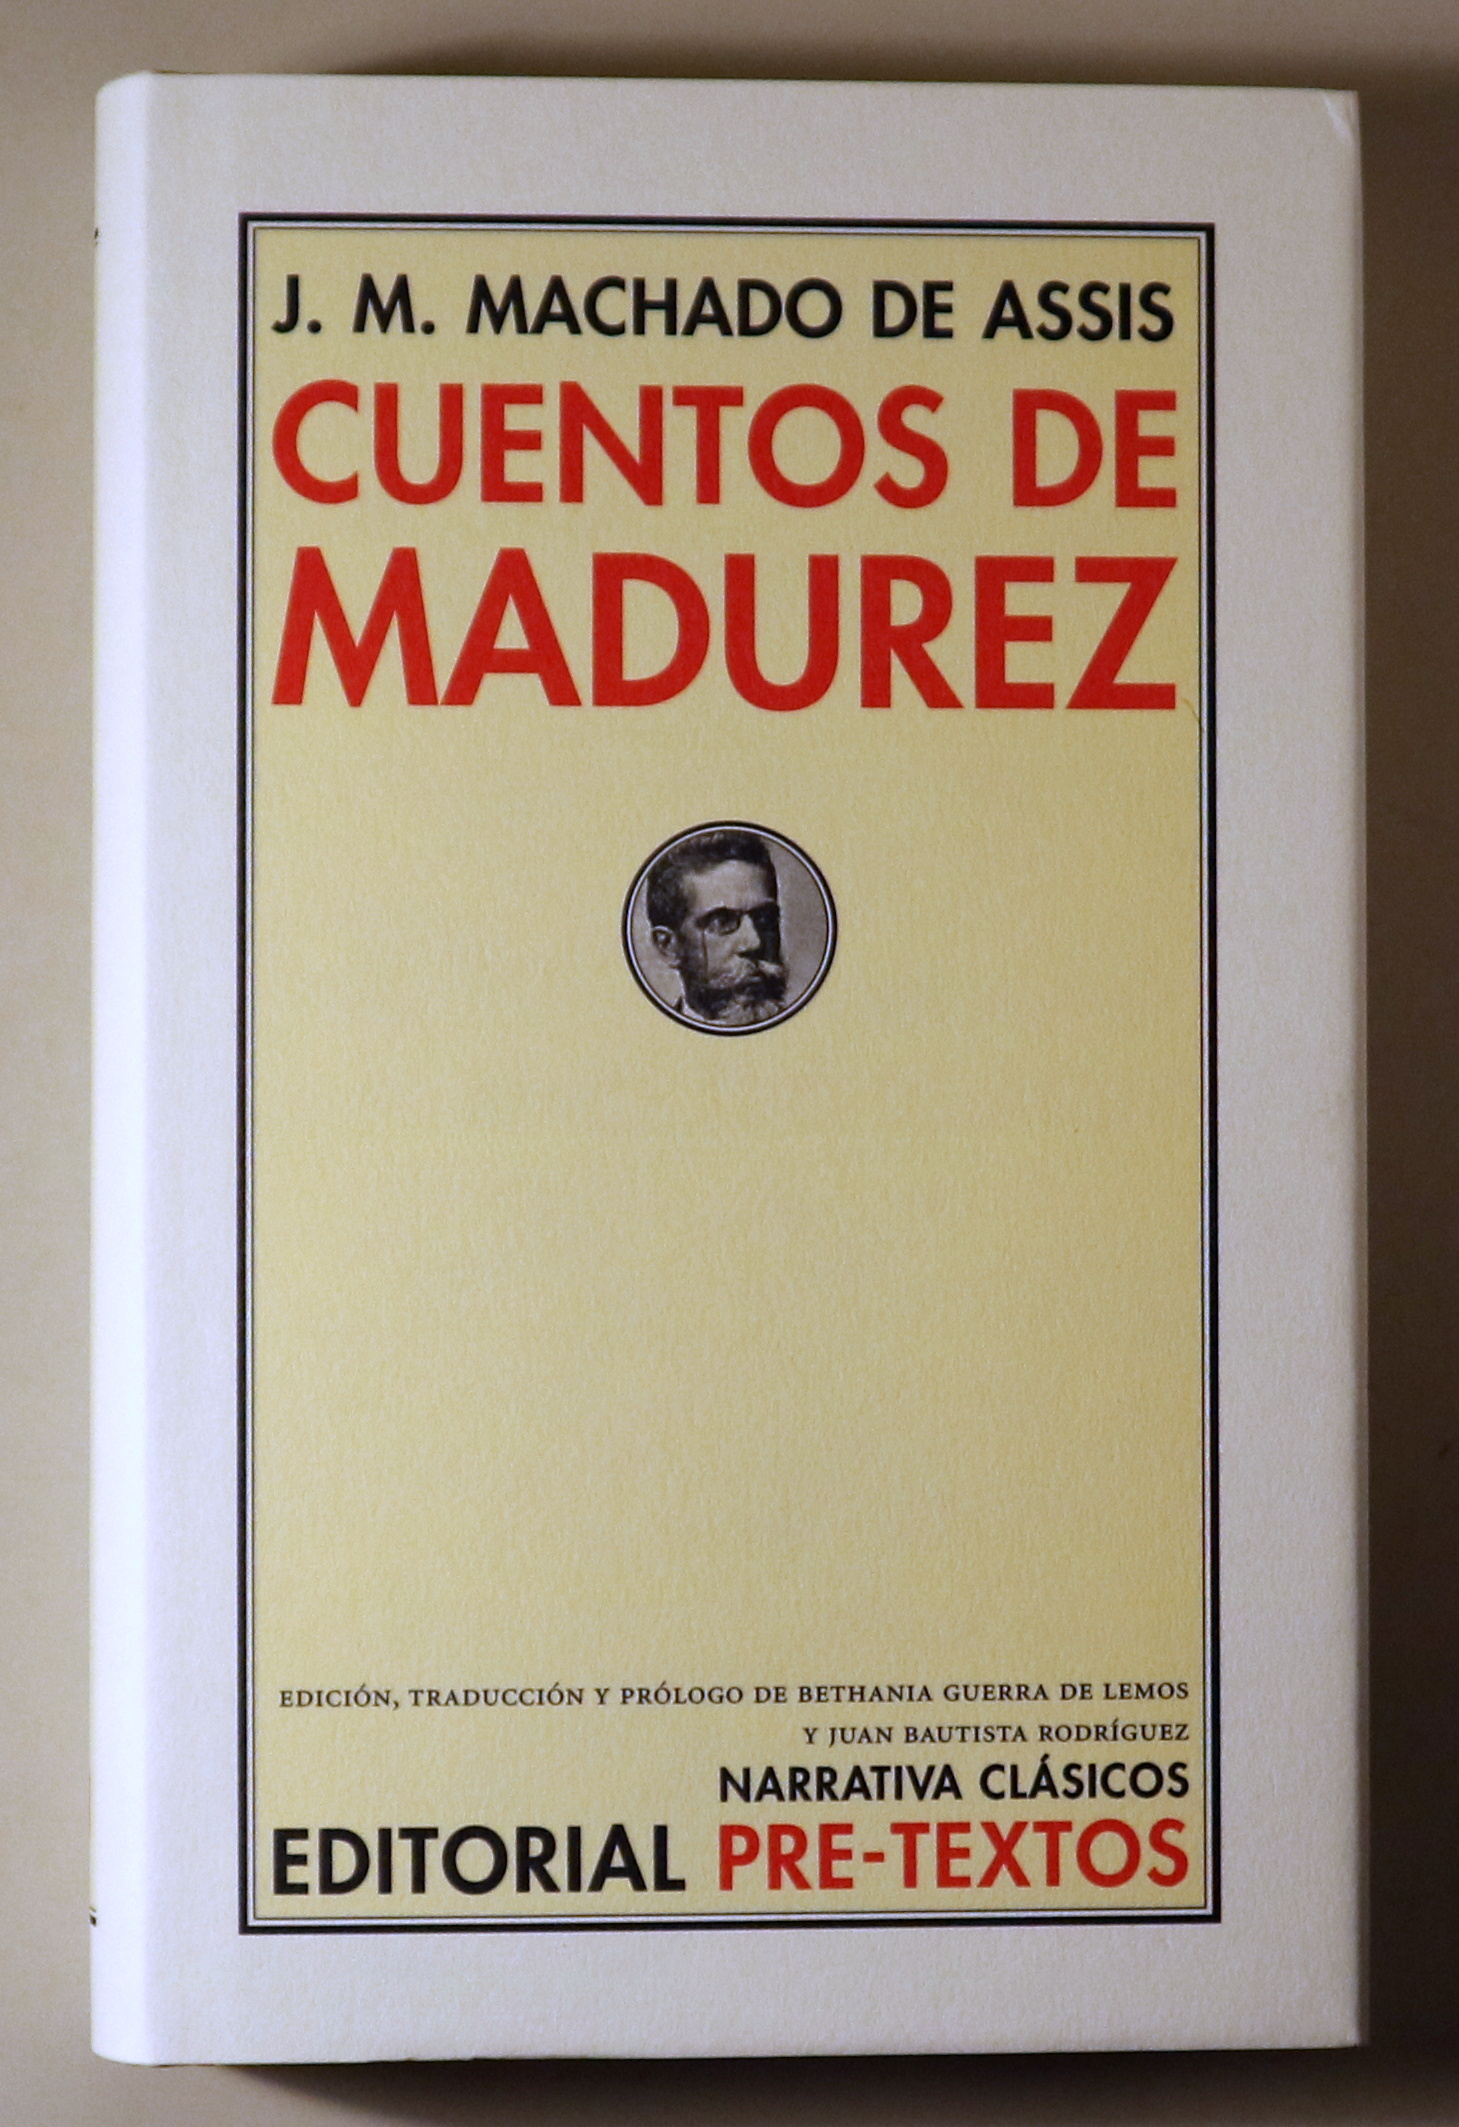 J. M. MACHADO DE ASSIS
CUENTOS DE
MADUREZ
EDICIÓN, TRADUCCIÓN Y PRÓLOGO DE BETHANIA GUERRA DE LEMOS
Y JUAN BAUTISTA RODRÍGUEZ
NARRATIVA CLÁSICOS
EDITORIAL PRE-TEXTOS